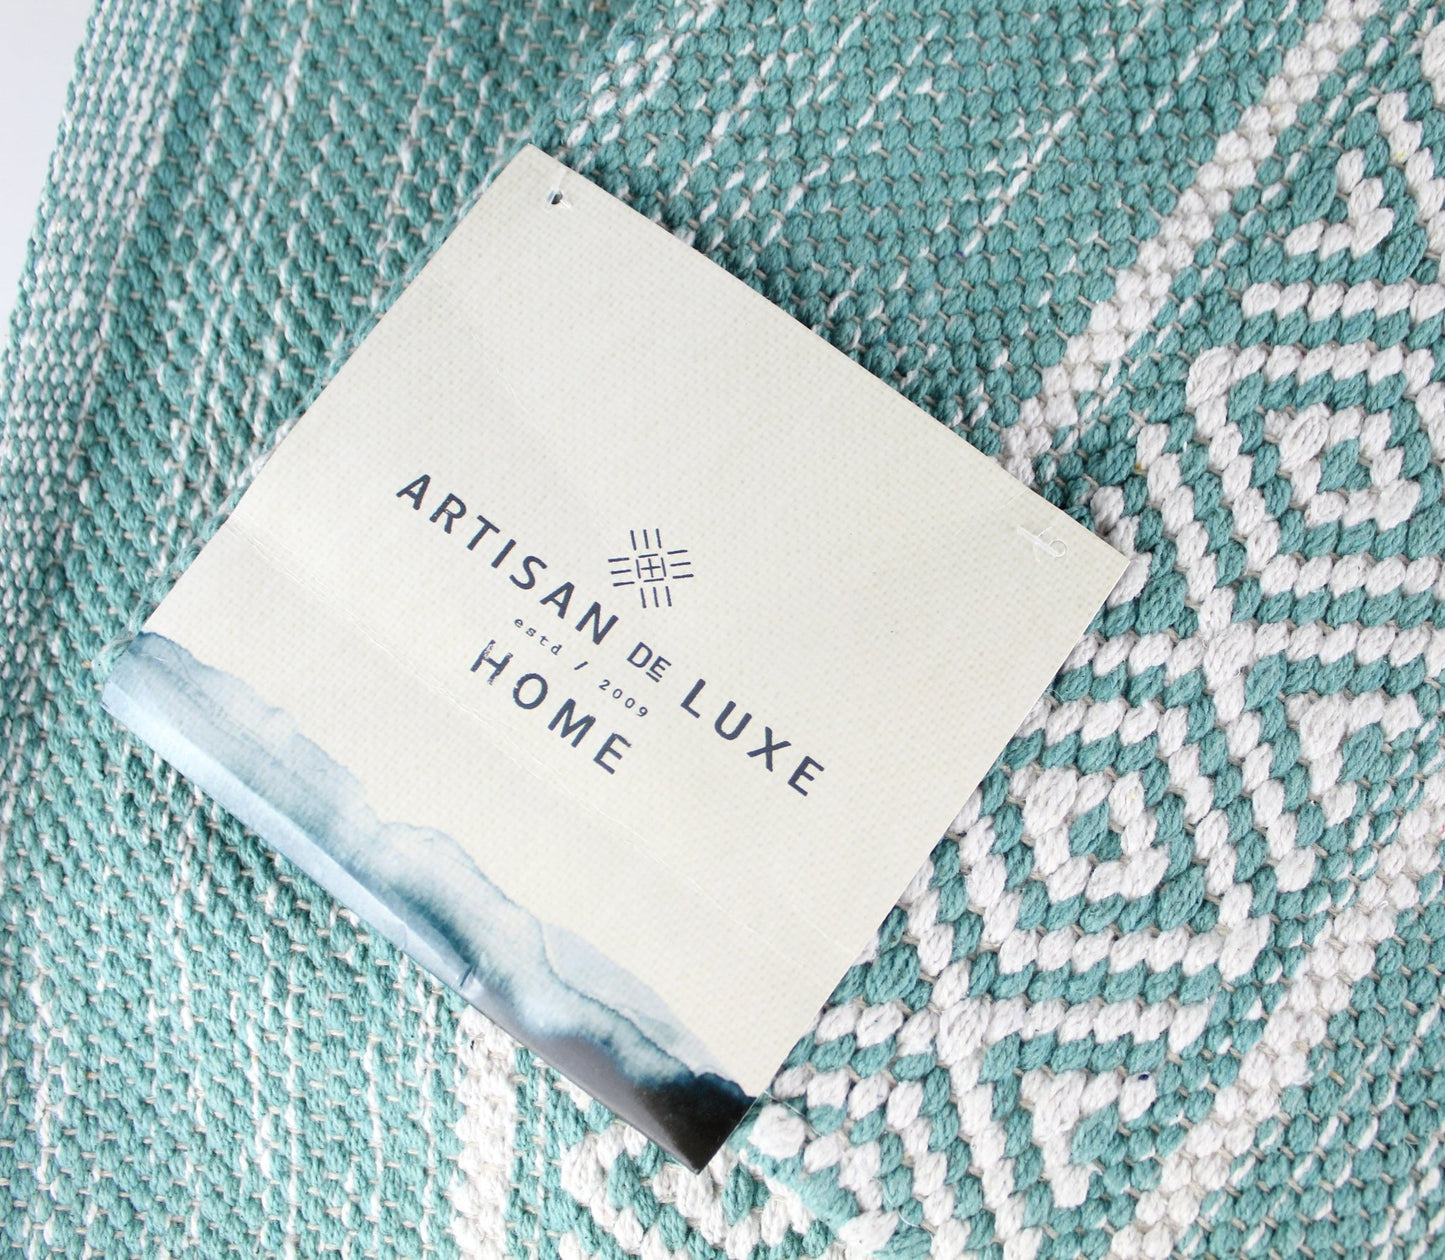 ARTISAN DE LUXE
estd / 2009
HOME